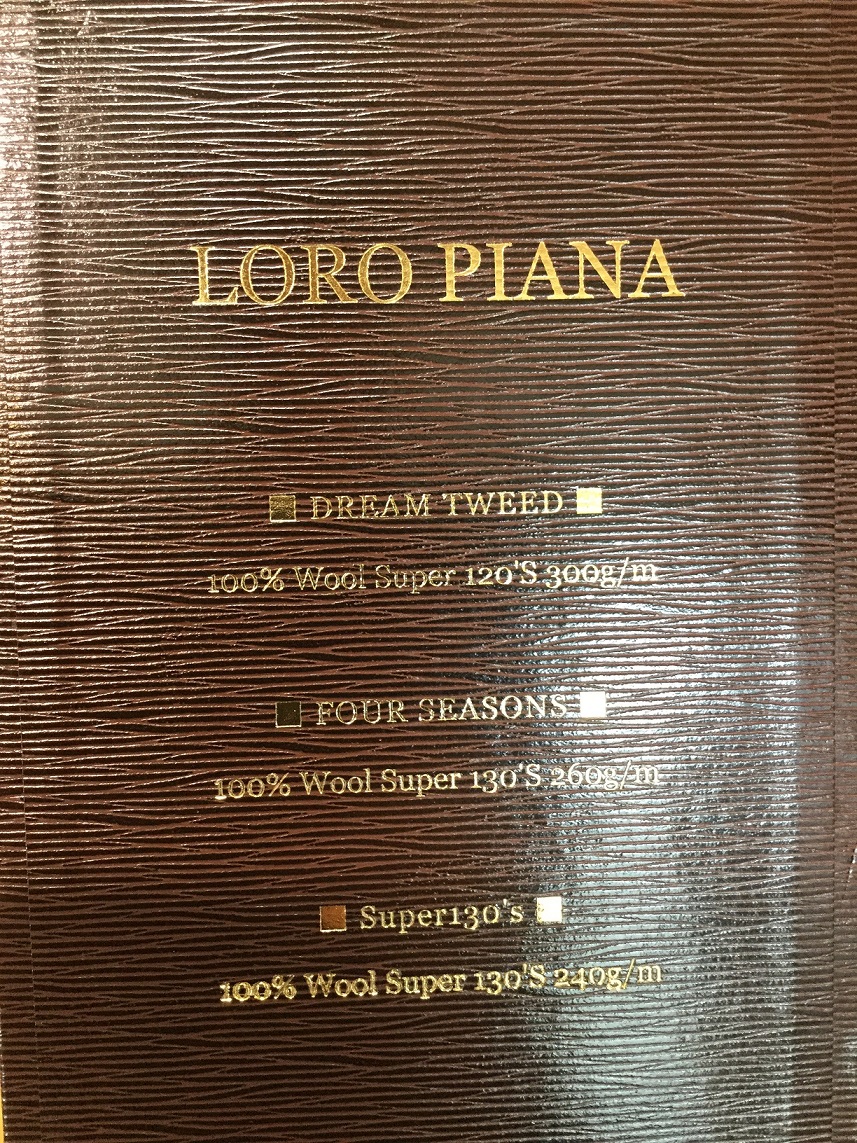 LORO PIANA
■ DREAM TWEED ■
100% Wool Super 120'S 300g/m
■ FOUR SEASONS ■
100% Wool Super 130'S 260g/m
■ Super130's ■
100% Wool Super 130'S 240g/m